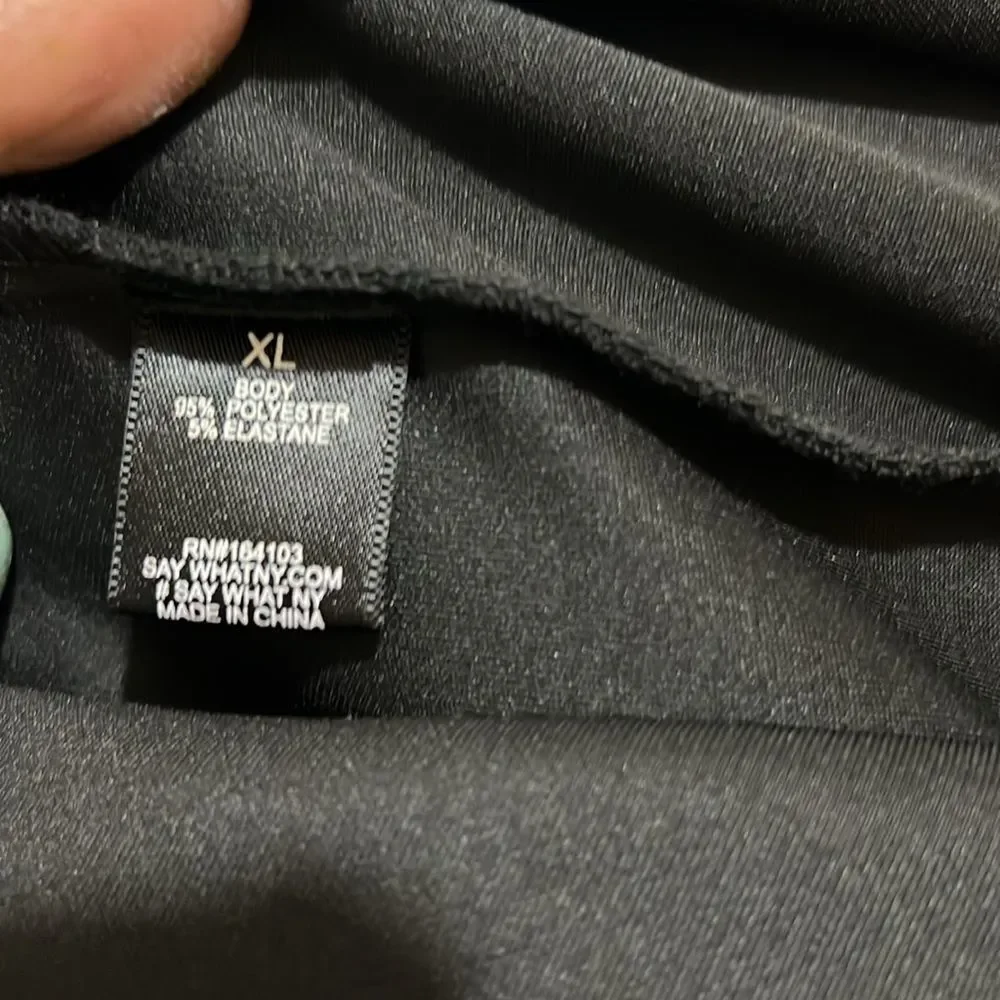 XL
BODY
95% POLYESTER
5% ELASTANE
RN#164103
SAY WHATNY.COM
# SAY WHAT NY
MADE IN CHINA